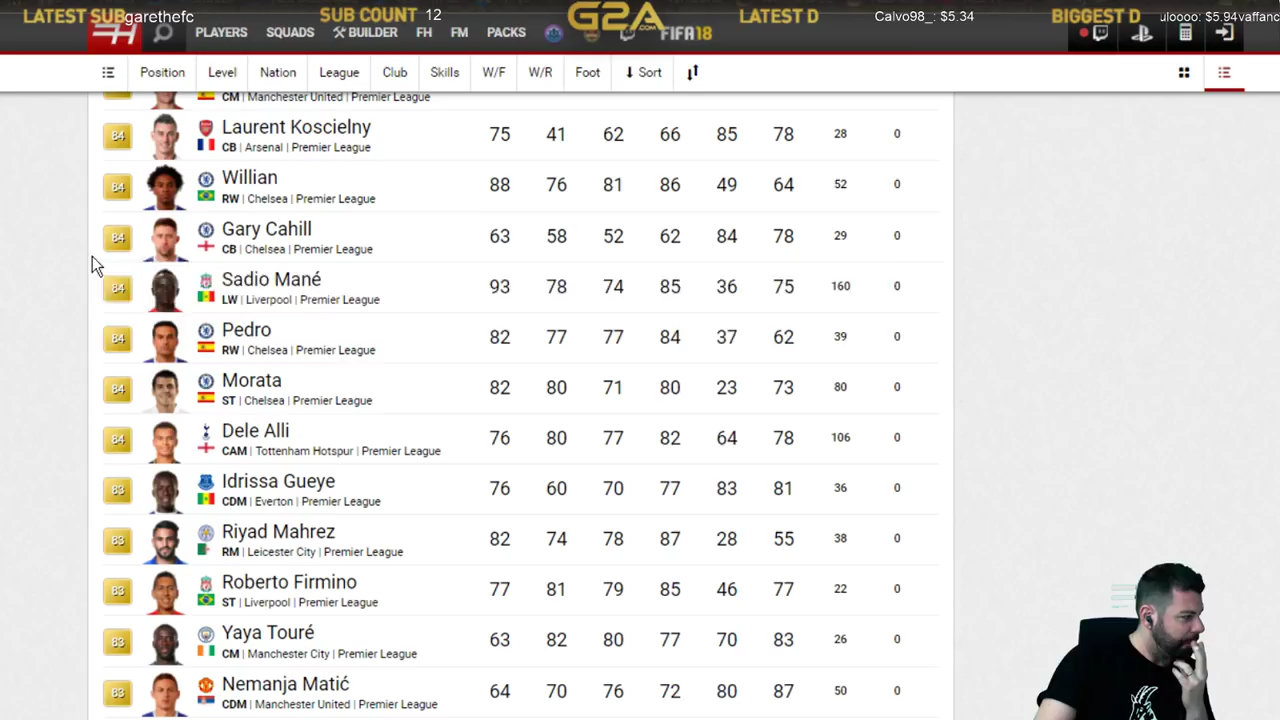 LATEST SUB garethefc SUB COUNT 12 G2A .COM LATEST D Calvo98_: $5.34 BIGGEST D uloooo: $5.94vaffanc
PLAYERS SQUADS BUILDER FH FM PACKS FIFA18
Position Level Nation League Club Skills W/F W/R Foot Sort
CM | Manchester United | Premier League
84 Laurent Koscielny 75 41 62 66 85 78 28 0
CB | Arsenal | Premier League
84 Willian 88 76 81 86 49 64 52 0
RW | Chelsea | Premier League
84 Gary Cahill 63 58 52 62 84 78 29 0
CB | Chelsea | Premier League
84 Sadio Mané 93 78 74 85 36 75 160 0
LW | Liverpool | Premier League
84 Pedro 82 77 77 84 37 62 39 0
RW | Chelsea | Premier League
84 Morata 82 80 71 80 23 73 80 0
ST | Chelsea | Premier League
84 Dele Alli 76 80 77 82 64 78 106 0
CAM | Tottenham Hotspur | Premier League
83 Idrissa Gueye 76 60 70 77 83 81 36 0
CDM | Everton | Premier League
83 Riyad Mahrez 82 74 78 87 28 55 38 0
RM | Leicester City | Premier League
83 Roberto Firmino 77 81 79 85 46 77 22 0
ST | Liverpool | Premier League
83 Yaya Touré 63 82 80 77 70 83 26 0
CM | Manchester City | Premier League
83 Nemanja Matić 64 70 76 72 80 87 50 0
CDM | Manchester United | Premier League